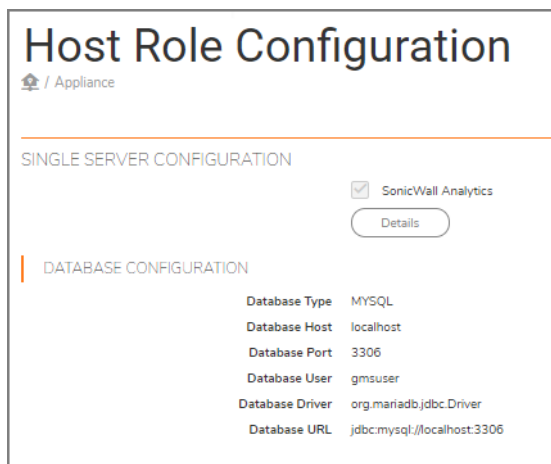 Host Role Configuration
/ Appliance
SINGLE SERVER CONFIGURATION
SonicWall Analytics
Details
DATABASE CONFIGURATION
Database Type MYSQL
Database Host localhost
Database Port 3306
Database User gmsuser
Database Driver org.mariadb.jdbc.Driver
Database URL jdbc:mysql://localhost:3306